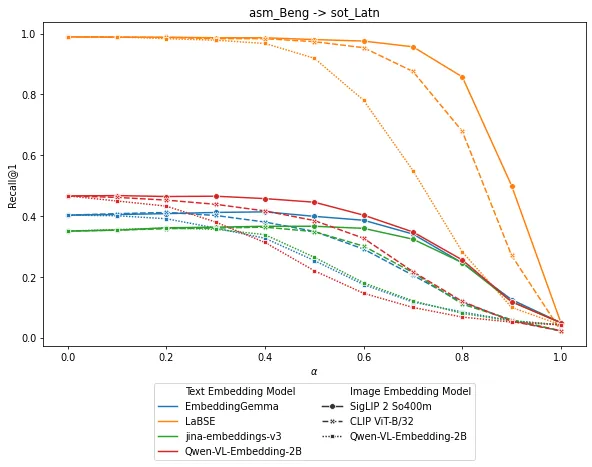 asm_Beng -> sot_Latn
1.0
0.8
0.6
0.4
0.2
0.0
Recall@1
0.0 0.2 0.4 0.6 0.8 1.0
α
Text Embedding Model Image Embedding Model
EmbeddingGemma SigLIP 2 So400m
LaBSE CLIP ViT-B/32
jina-embeddings-v3 Qwen-VL-Embedding-2B
Qwen-VL-Embedding-2B